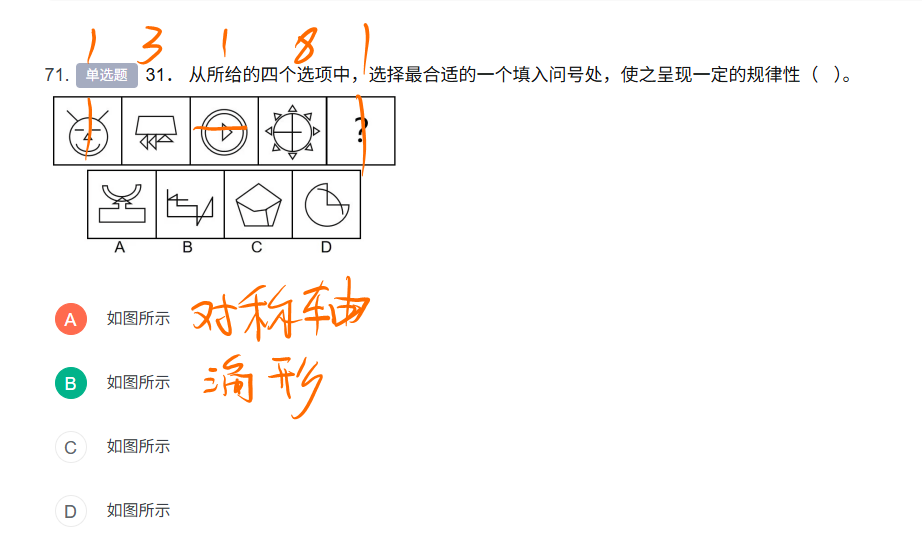 1 3 1 8 1
71. 单选题 31. 从所给的四个选项中，选择最合适的一个填入问号处，使之呈现一定的规律性（ ）。
?
A B C D
A 如图所示 对称轴
B 如图所示
C 如图所示
D 如图所示